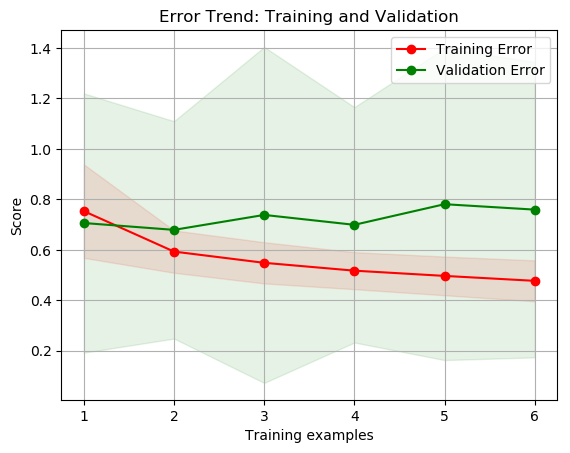 Error Trend: Training and Validation
Training Error
Validation Error
Score
1.4
1.2
1.0
0.8
0.6
0.4
0.2
1 2 3 4 5 6
Training examples